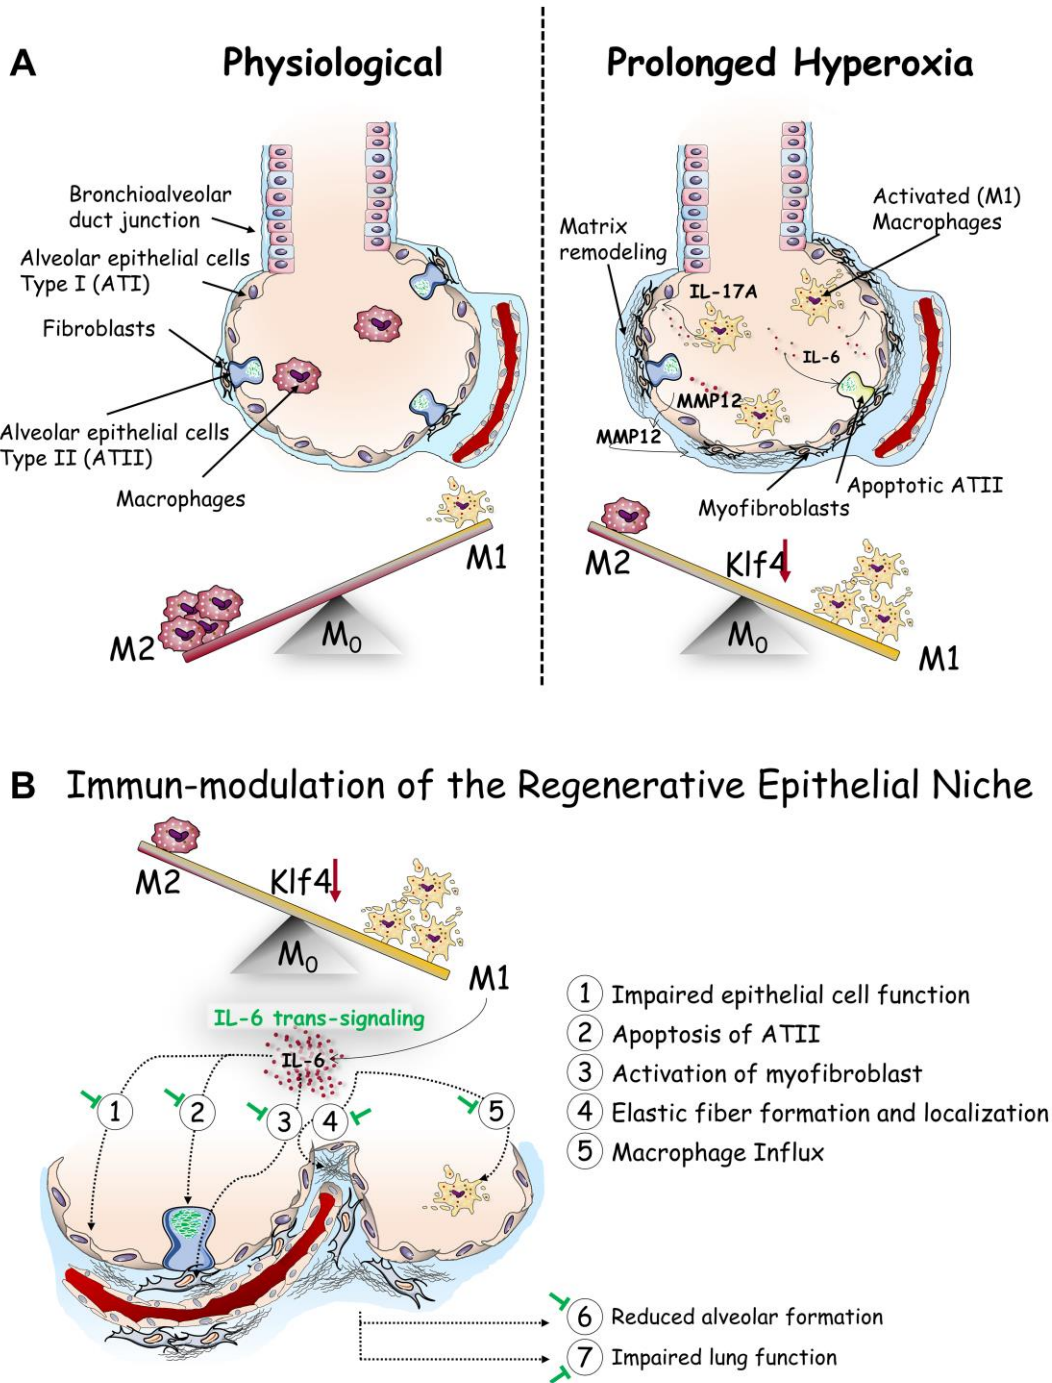 A
Physiological
Prolonged Hyperoxia
Bronchioalveolar
duct junction
Alveolar epithelial cells
Type I (ATI)
Fibroblasts
Alveolar epithelial cells
Type II (ATII)
Macrophages
M2
M1
M0
Matrix
remodeling
Activated (M1)
Macrophages
IL-17A
IL-6
MMP12
MMP12
Apoptotic ATII
Myofibroblasts
M2
Klf4
M0
M1
B Immun-modulation of the Regenerative Epithelial Niche
M2
Klf4
M0
M1
IL-6 trans-signaling
IL-6
1
2
3
4
5
1 Impaired epithelial cell function
2 Apoptosis of ATII
3 Activation of myofibroblast
4 Elastic fiber formation and localization
5 Macrophage Influx
6 Reduced alveolar formation
7 Impaired lung function